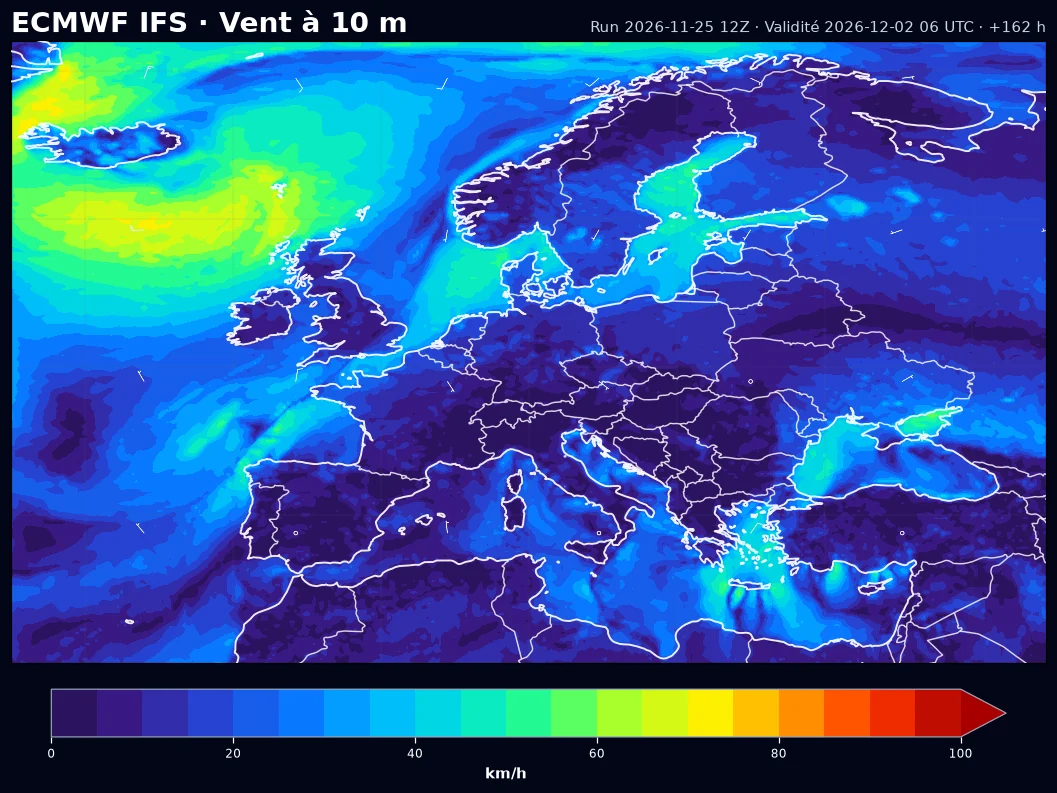 ECMWF IFS · Vent à 10 m
Run 2026-11-25 12Z · Validité 2026-12-02 06 UTC · +162 h
0 20 40 60 80 100
km/h